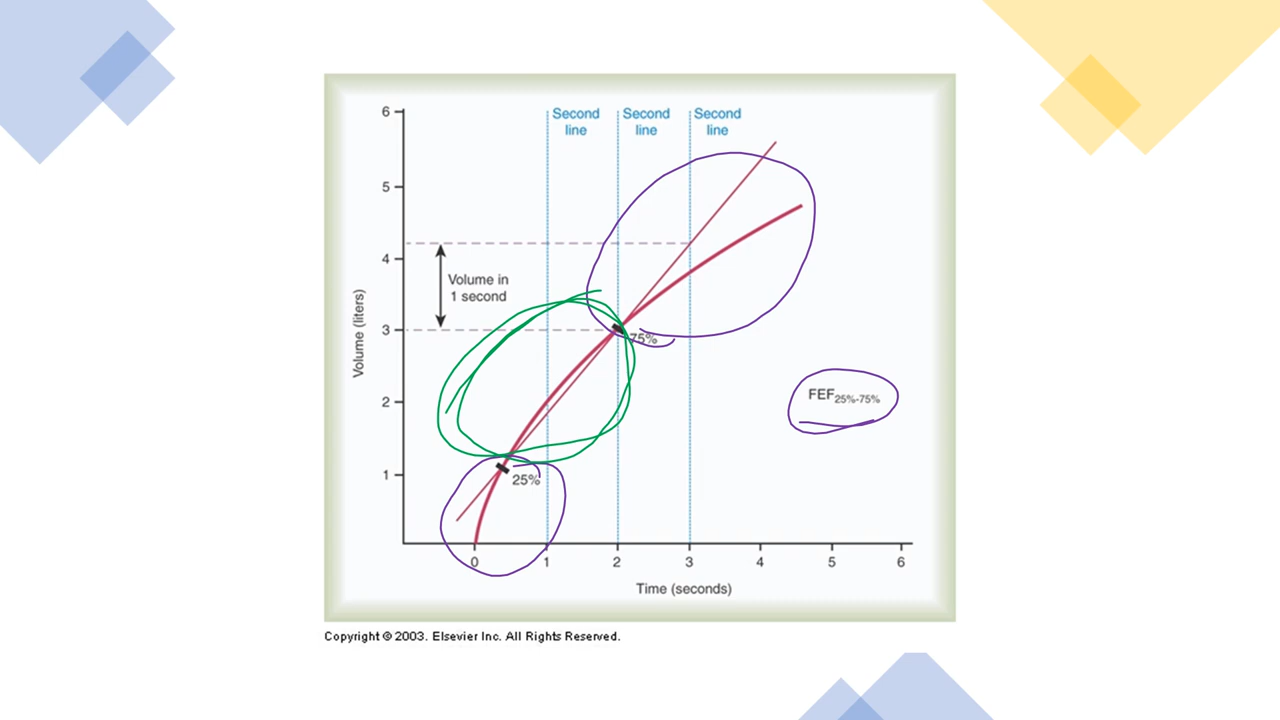 Second line
Second line
Second line
6
5
4
3
2
1
Volume in
1 second
Volume (liters)
75%
25%
FEF25%-75%
0 1 2 3 4 5 6
Time (seconds)
Copyright © 2003. Elsevier Inc. All Rights Reserved.